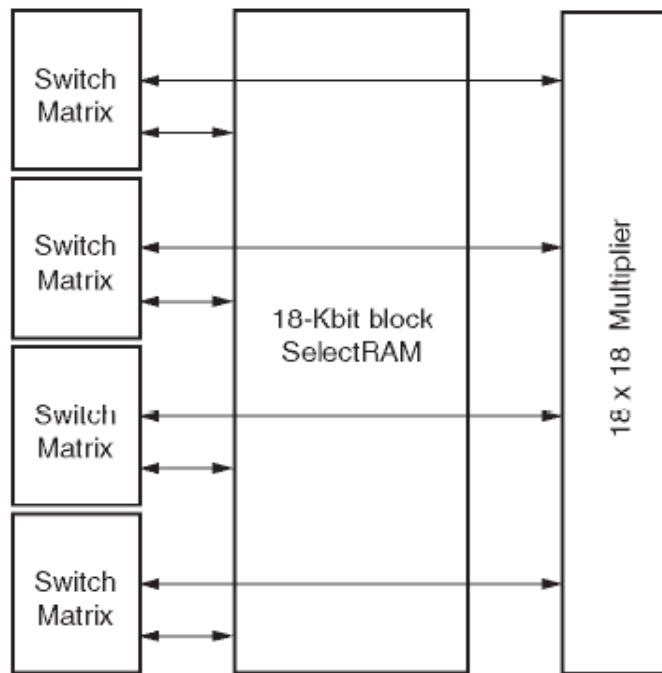 Switch
Matrix
Switch
Matrix
Switch
Matrix
Switch
Matrix
18-Kbit block
SelectRAM
18 x 18 Multiplier